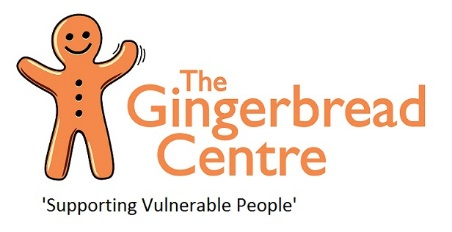 The
Gingerbread
Centre
'Supporting Vulnerable People'